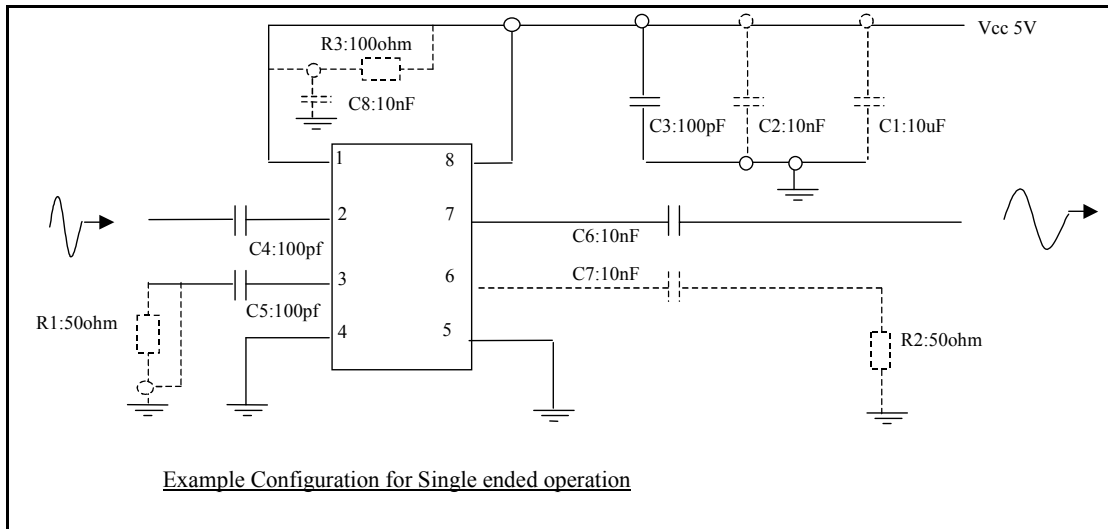 Vcc 5V
R3:100ohm
C8:10nF
C3:100pF
C2:10nF
C1:10uF
1
8
2
7
C4:100pf
C6:10nF
3
6
C7:10nF
C5:100pf
R1:50ohm
4
5
R2:50ohm
Example Configuration for Single ended operation